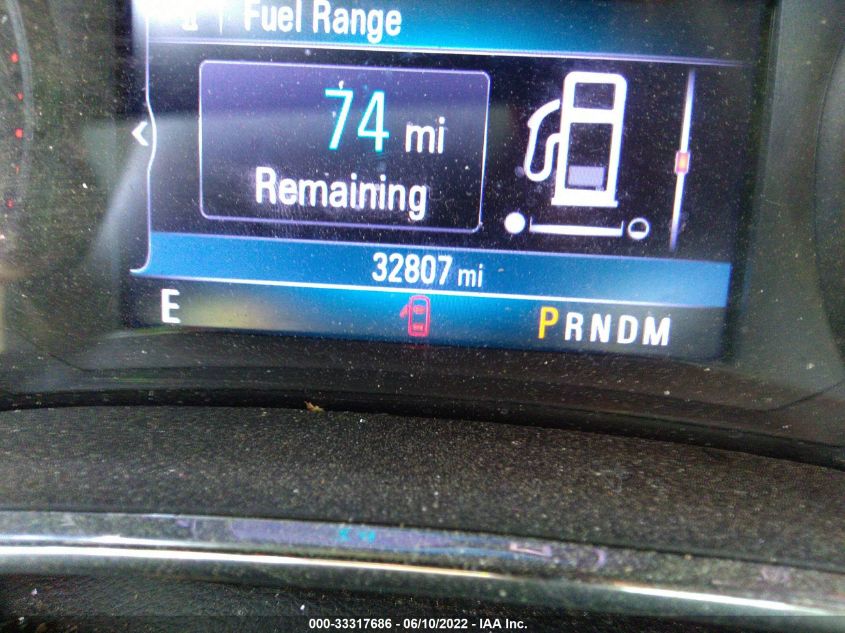 Fuel Range
74 mi
Remaining
32807 mi
E
PRNDM
000-33317686 - 06/10/2022 - IAA Inc.